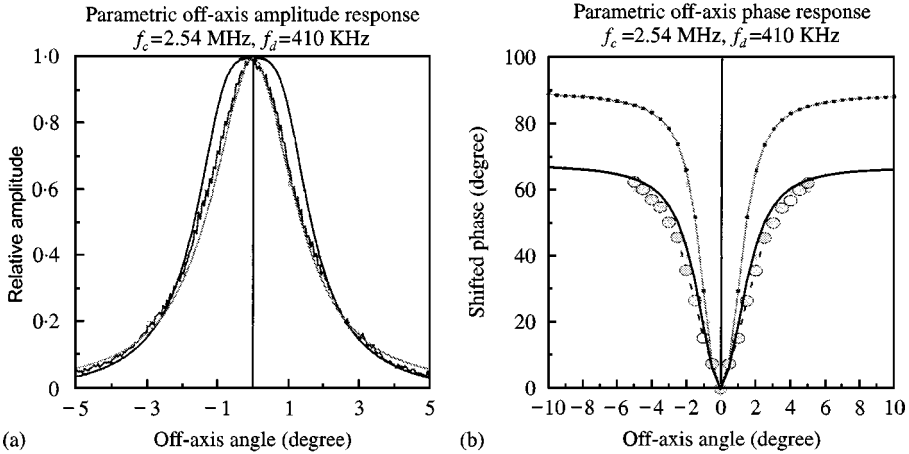 Parametric off-axis amplitude response
f_c=2.54 MHz, f_d=410 KHz
1·0
0·8
0·6
0·4
0·2
0
Relative amplitude
−5 −3 −1 1 3 5
(a) Off-axis angle (degree)
Parametric off-axis phase response
f_c=2.54 MHz, f_d=410 KHz
100
80
60
40
20
0
Shifted phase (degree)
−10 −8 −6 −4 −2 0 2 4 6 8 10
(b) Off-axis angle (degree)